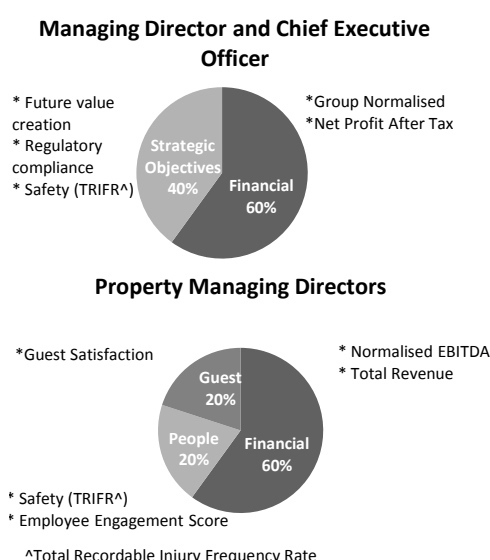 Managing Director and Chief Executive
Officer
* Future value
creation
* Regulatory
compliance
* Safety (TRIFR^)
Strategic
Objectives
40%
Financial
60%
*Group Normalised
*Net Profit After Tax
Property Managing Directors
*Guest Satisfaction
Guest
20%
People
20%
Financial
60%
* Normalised EBITDA
* Total Revenue
* Safety (TRIFR^)
* Employee Engagement Score
^Total Recordable Injury Frequency Rate